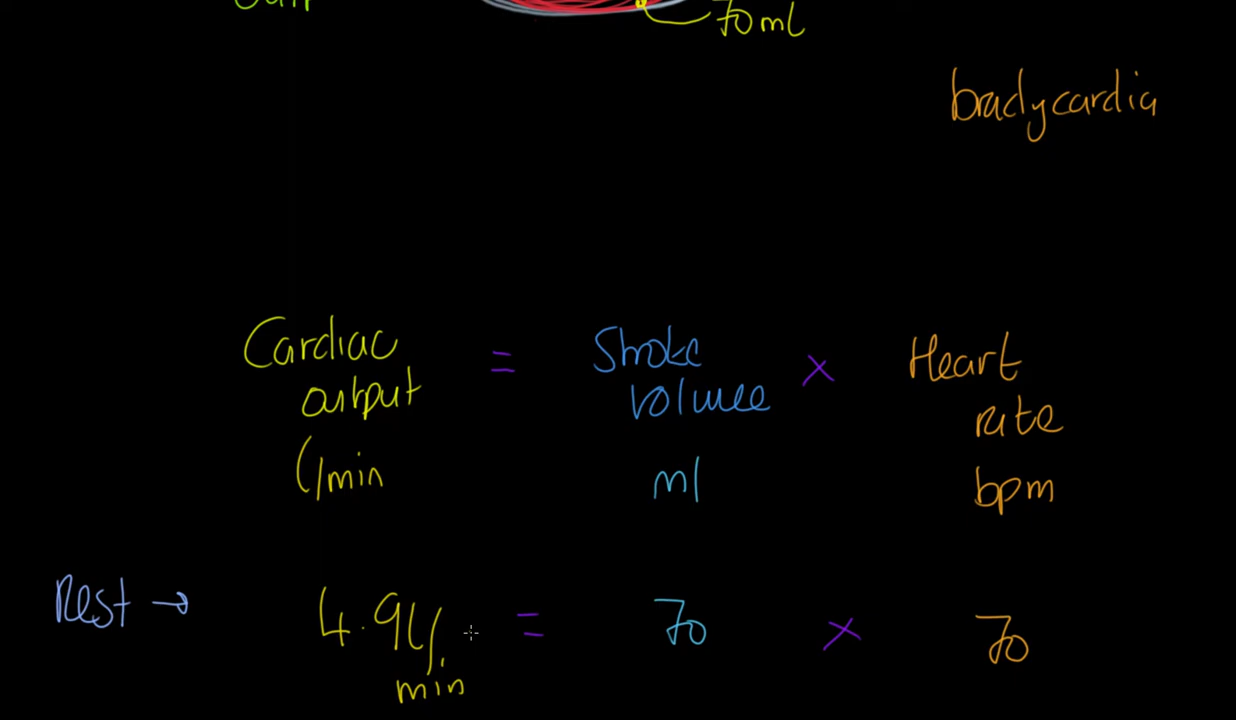 70ml
bradycardia
Cardiac = Stroke × Heart
output volume rate
l/min ml bpm
Rest → 4.9l/ = 70 × 70
min